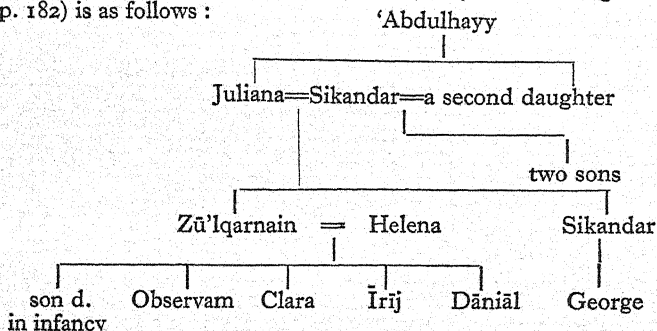 p. 182) is as follows :
‘Abdulhayy
Juliana=Sikandar=a second daughter
two sons
Zū’lqarnain = Helena Sikandar
son d. Observam Clara Īrīj Dāniāl George
in infancy